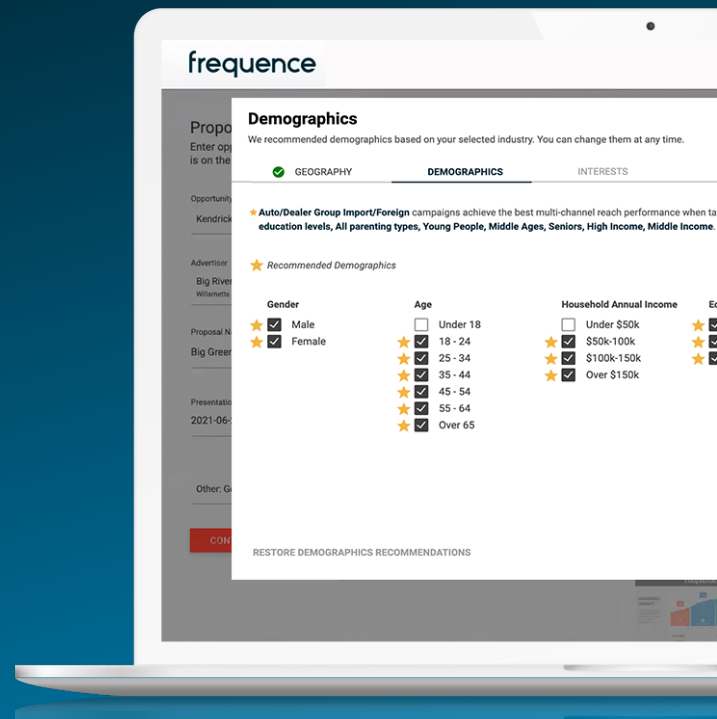 frequence
Propo
Enter opp
is on the
Opportunity
Kendrick
Advertiser
Big River
Willamette
Proposal N
Big Greer
Presentatio
2021-06-
Other: G
CON
Demographics
We recommended demographics based on your selected industry. You can change them at any time.
GEOGRAPHY
DEMOGRAPHICS
INTERESTS
Auto/Dealer Group Import/Foreign campaigns achieve the best multi-channel reach performance when ta
education levels, All parenting types, Young People, Middle Ages, Seniors, High Income, Middle Income.
Recommended Demographics
Gender
Male
Female
Age
Under 18
18 - 24
25 - 34
35 - 44
45 - 54
55 - 64
Over 65
Household Annual Income
Under $50k
$50k-100k
$100k-150k
Over $150k
Ed
RESTORE DEMOGRAPHICS RECOMMENDATIONS